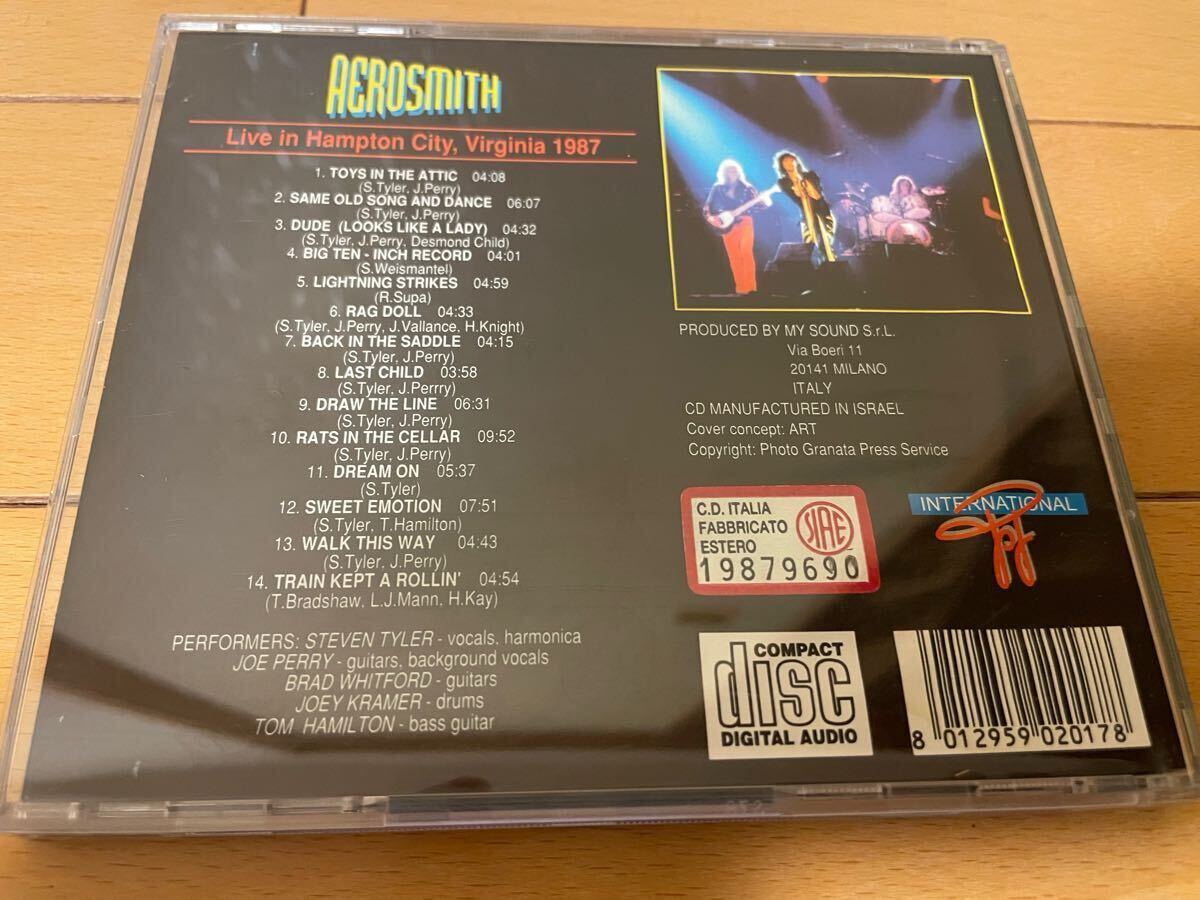 AEROSMITH
Live in Hampton City, Virginia 1987
1. TOYS IN THE ATTIC 04:08
(S.Tyler, J.Perry)
2. SAME OLD SONG AND DANCE 06:07
(S.Tyler, J.Perry)
3. DUDE (LOOKS LIKE A LADY) 04:32
(S.Tyler, J.Perry, Desmond Child)
4. BIG TEN - INCH RECORD 04:01
(S.Weismantel)
5. LIGHTNING STRIKES 04:59
(R.Supa)
6. RAG DOLL 04:33
(S.Tyler, J.Perry, J.Vallance, H.Knight)
7. BACK IN THE SADDLE 04:15
(S.Tyler, J.Perry)
8. LAST CHILD 03:58
(S.Tyler, J.Perrry)
9. DRAW THE LINE 06:31
(S.Tyler, J.Perry)
10. RATS IN THE CELLAR 09:52
(S.Tyler, J.Perry)
11. DREAM ON 05:37
(S.Tyler)
12. SWEET EMOTION 07:51
(S.Tyler, T.Hamilton)
13. WALK THIS WAY 04:43
(S.Tyler, J.Perry)
14. TRAIN KEPT A ROLLIN' 04:54
(T.Bradshaw, L.J.Mann, H.Kay)
PERFORMERS: STEVEN TYLER - vocals. harmonica
JOE PERRY - guitars. background vocals
BRAD WHITFORD - guitars
JOEY KRAMER - drums
TOM HAMILTON - bass guitar
PRODUCED BY MY SOUND S.r.L.
Via Boeri 11
20141 MILANO
ITALY
CD MANUFACTURED IN ISRAEL
Cover concept: ART
Copyright: Photo Granata Press Service
C.D. ITALIA
FABBRICATO
ESTERO
SIAE
19879690
INTERNATIONAL
COMPACT
disc
DIGITAL AUDIO
8 012959 020178